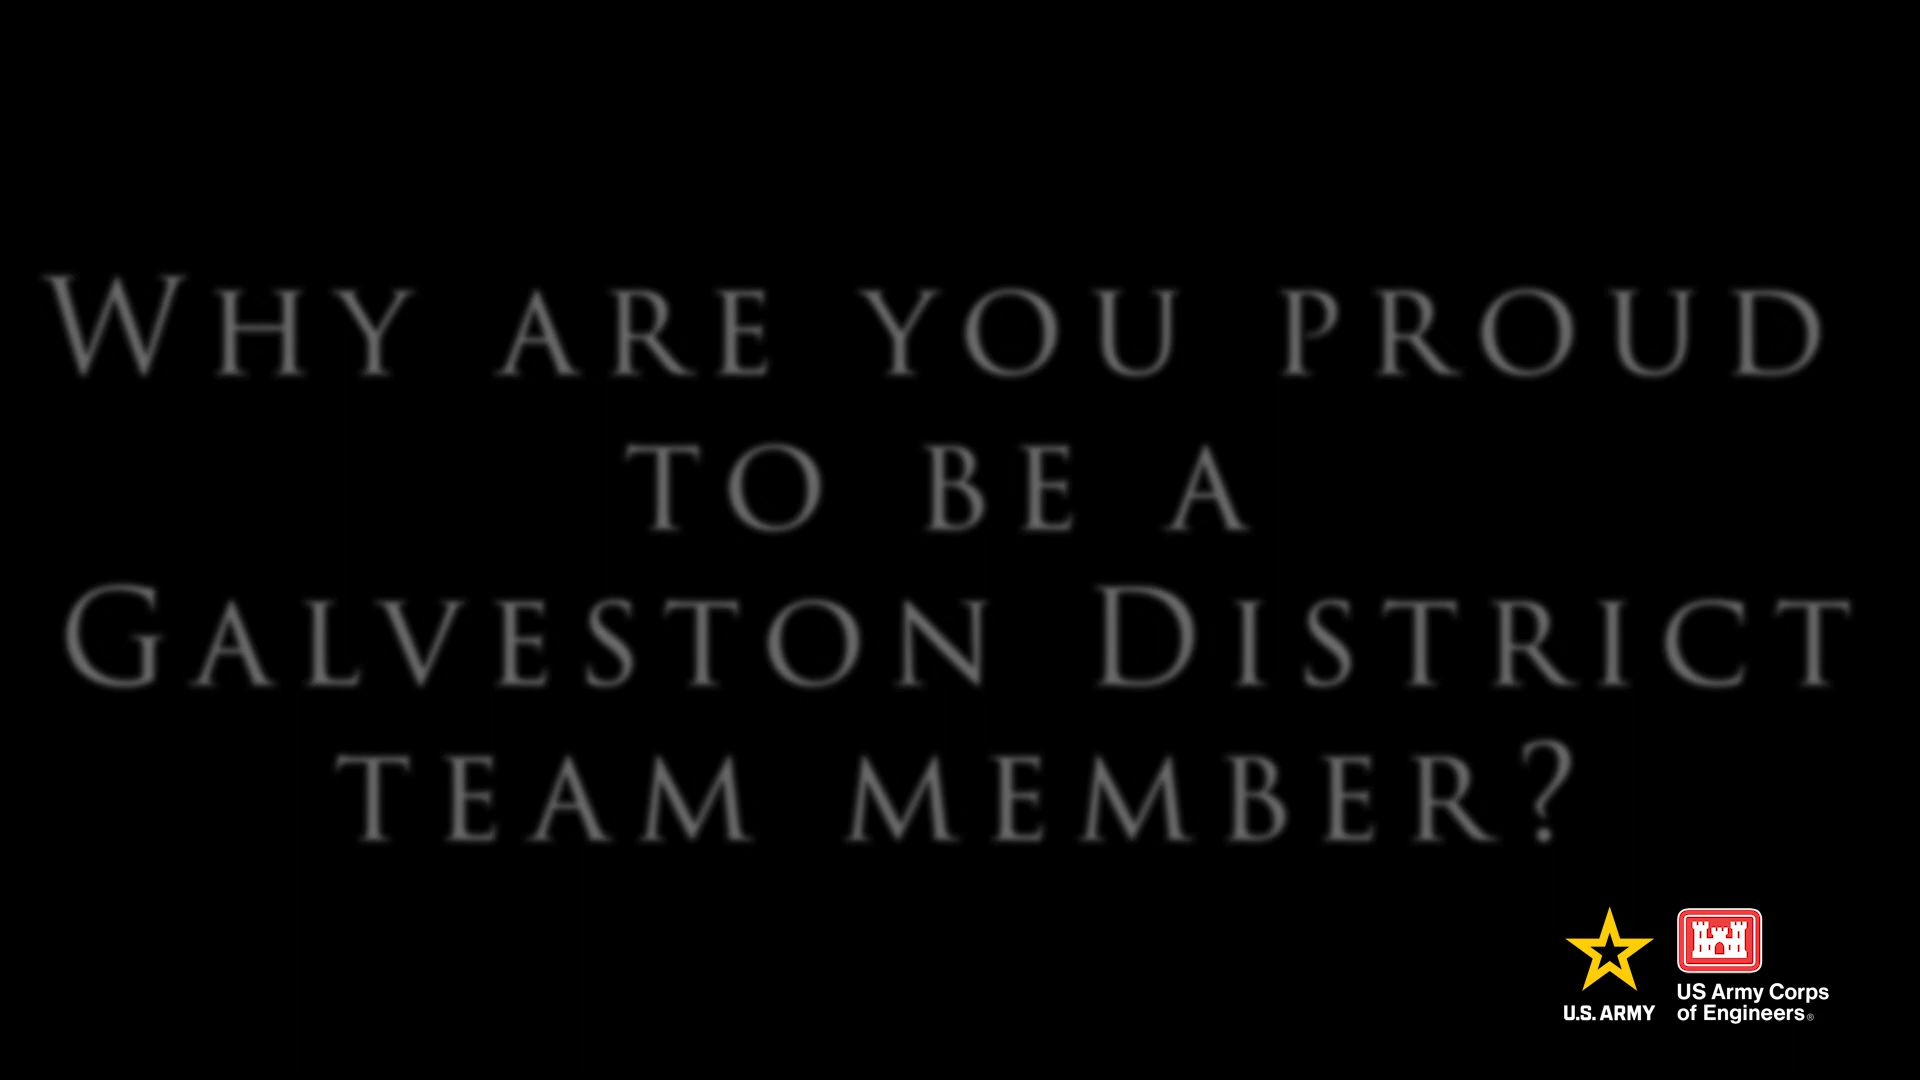 Why are you proud
to be a
Galveston District
team member?
U.S. ARMY
US Army Corps
of Engineers®